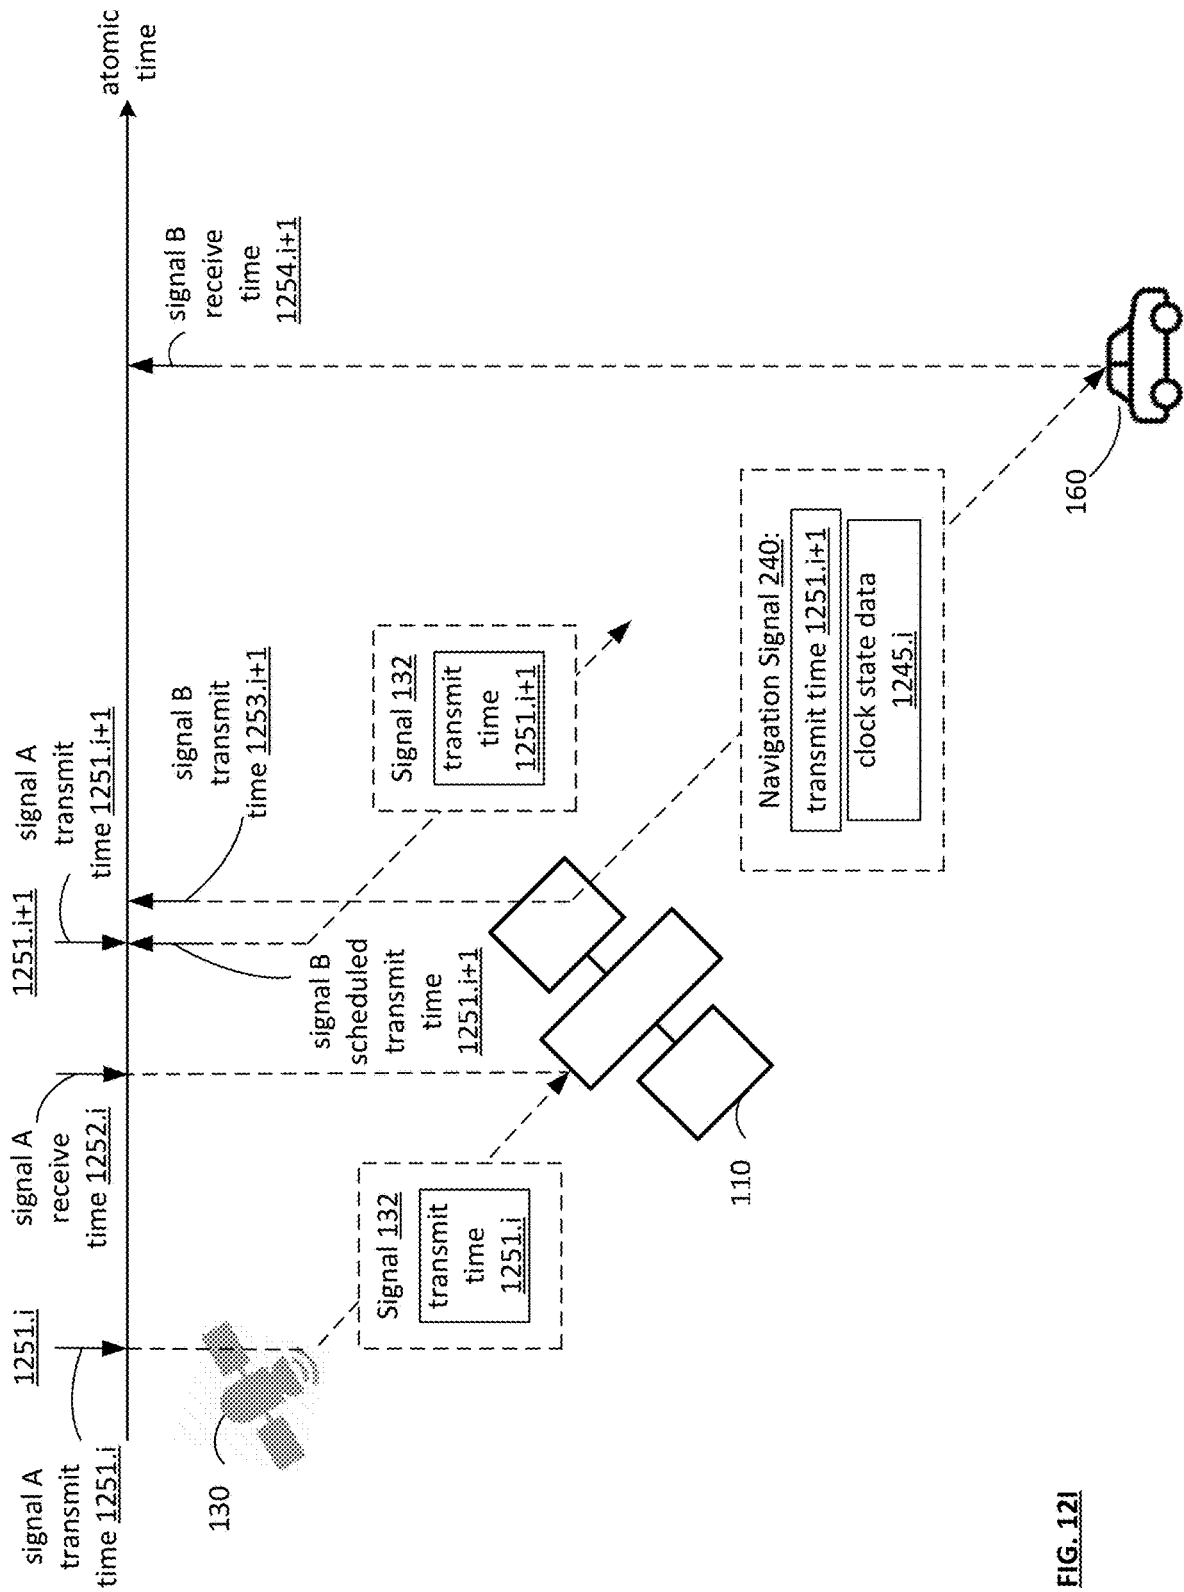 signal A
transmit
time 1251.i
1251.i
signal A
receive
time 1252.i
1251.i+1
signal A
transmit
time 1251.i+1
atomic
time
130
signal B
scheduled
transmit
time
1251.i+1
signal B
transmit
time 1253.i+1
signal B
receive
time
1254.i+1
Signal 132
transmit
time
1251.i
Signal 132
transmit
time
1251.i+1
110
Navigation Signal 240:
transmit time 1251.i+1
clock state data
1245.i
160
FIG. 12I